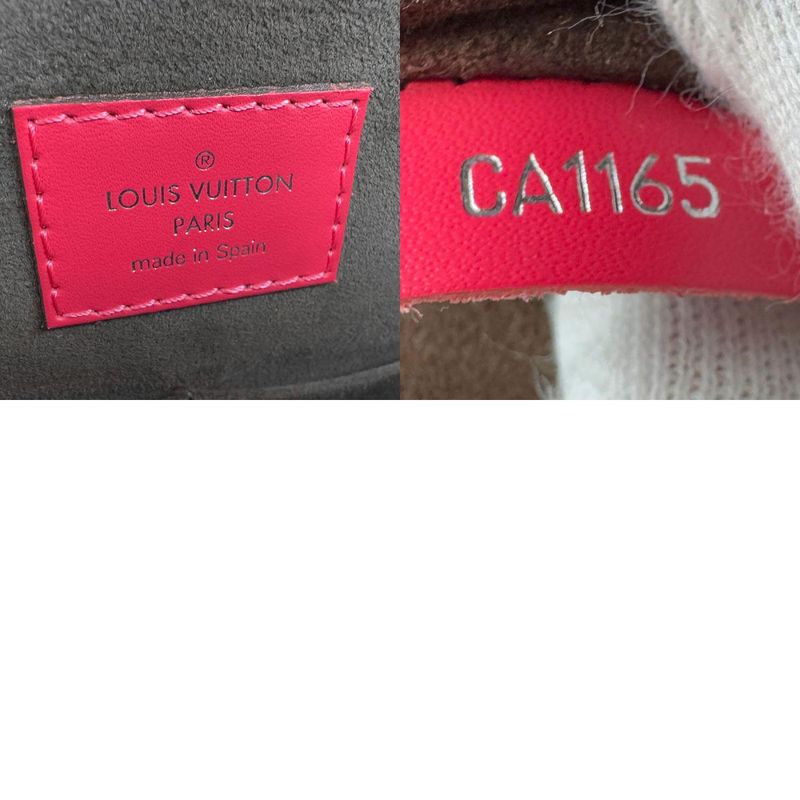 ®
LOUIS VUITTON
PARIS
made in Spain
CA1165